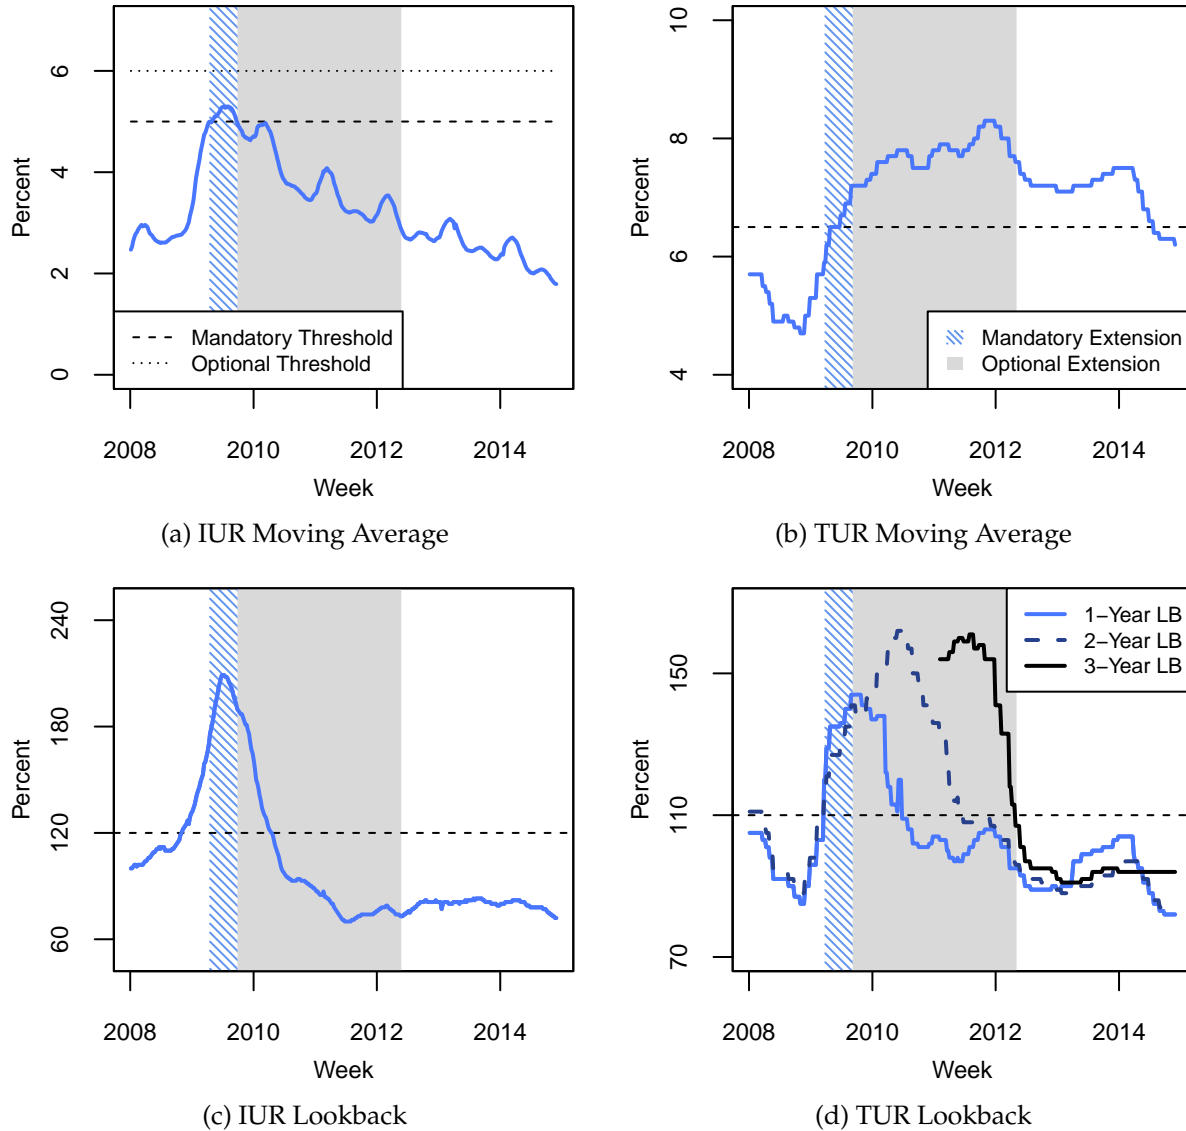 Percent
6
4
2
0
Mandatory Threshold
Optional Threshold
2008 2010 2012 2014
Week
(a) IUR Moving Average
Percent
10
8
6
4
Mandatory Extension
Optional Extension
2008 2010 2012 2014
Week
(b) TUR Moving Average
Percent
240
180
120
60
2008 2010 2012 2014
Week
(c) IUR Lookback
Percent
150
110
70
1-Year LB
2-Year LB
3-Year LB
2008 2010 2012 2014
Week
(d) TUR Lookback